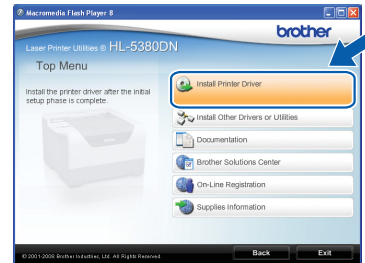 Macromedia Flash Player 8
brother
Laser Printer Utilities ® HL-5380DN
Top Menu
Install the printer driver after the initial
setup phase is complete.
Install Printer Driver
Install Other Drivers or Utilities
Documentation
Brother Solutions Center
On-Line Registration
Supplies Information
© 2001-2008 Brother Industries, Ltd. All Rights Reserved.
Back
Exit